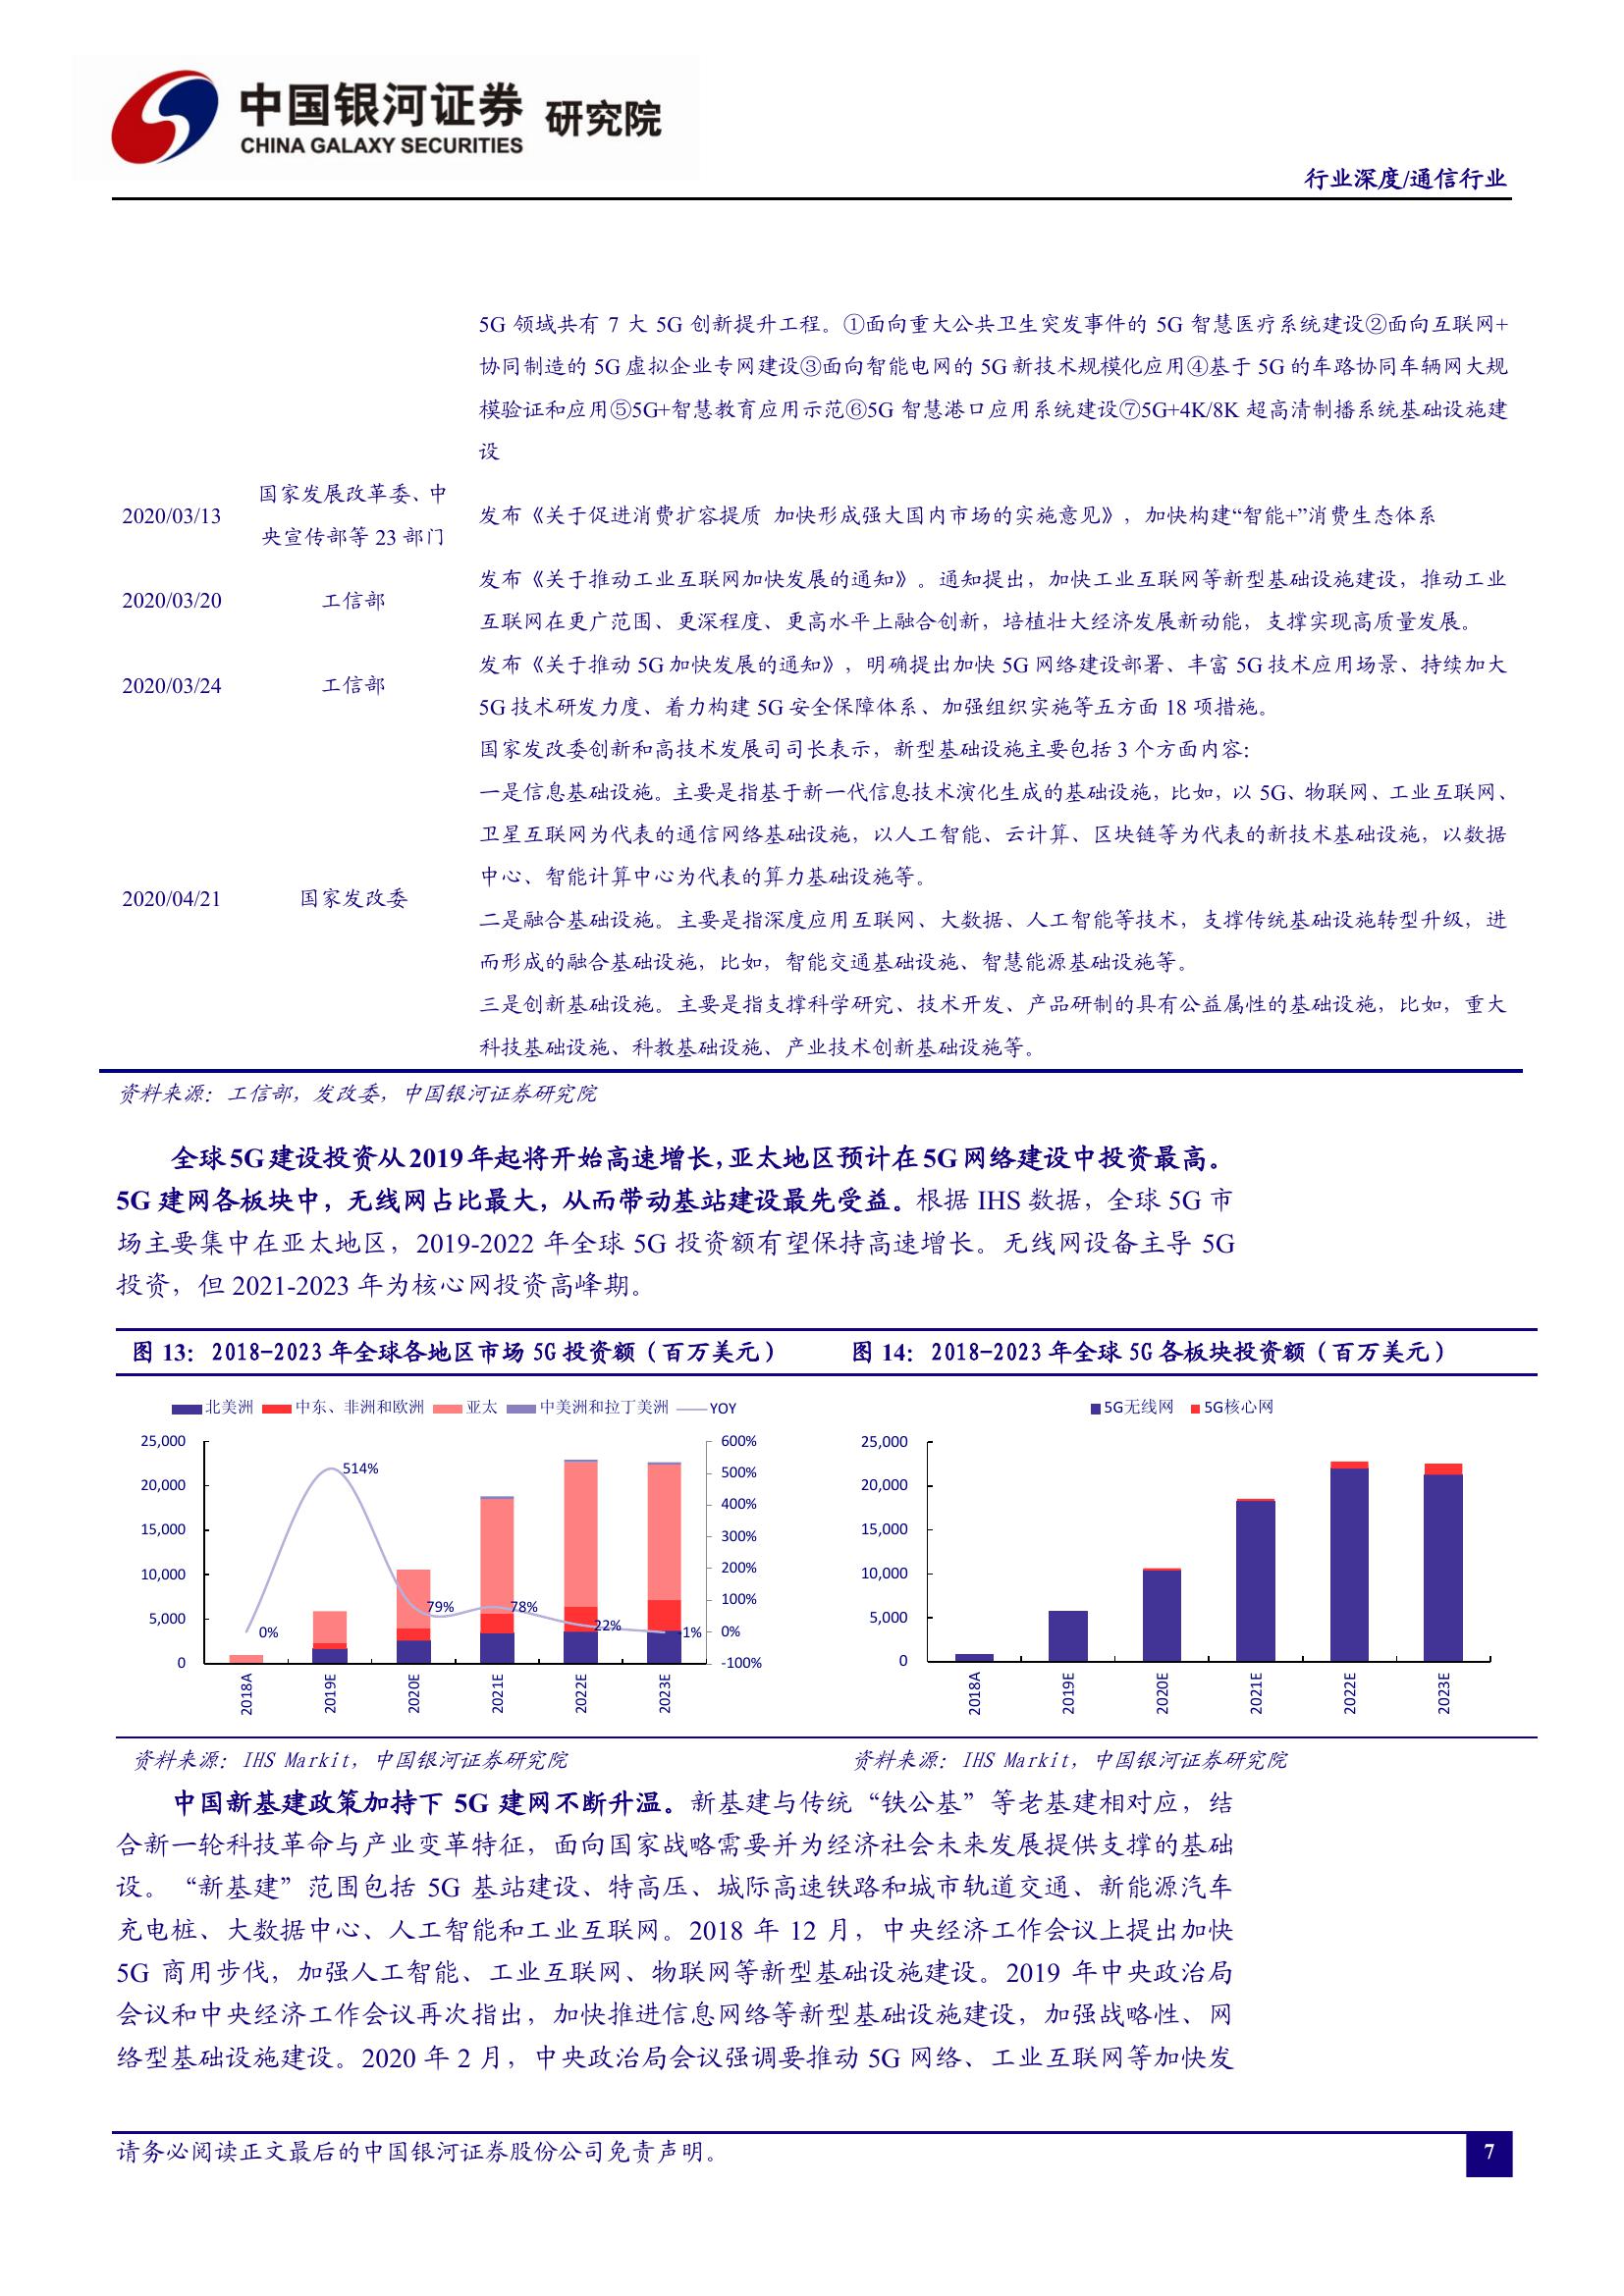 中国银河证券 研究院
CHINA GALAXY SECURITIES
行业深度/通信行业
5G 领域共有 7 大 5G 创新提升工程。①面向重大公共卫生突发事件的 5G 智慧医疗系统建设②面向互联网+
协同制造的 5G 虚拟企业专网建设③面向智能电网的 5G 新技术规模化应用④基于 5G 的车路协同车辆网大规
模验证和应用⑤5G+智慧教育应用示范⑥5G 智慧港口应用系统建设⑦5G+4K/8K 超高清制播系统基础设施建
设
2020/03/13
国家发展改革委、中
央宣传部等 23 部门
发布《关于促进消费扩容提质 加快形成强大国内市场的实施意见》，加快构建“智能+”消费生态体系
2020/03/20
工信部
发布《关于推动工业互联网加快发展的通知》。通知提出，加快工业互联网等新型基础设施建设，推动工业
互联网在更广范围、更深程度、更高水平上融合创新，培植壮大经济发展新动能，支撑实现高质量发展。
2020/03/24
工信部
发布《关于推动 5G 加快发展的通知》，明确提出加快 5G 网络建设部署、丰富 5G 技术应用场景、持续加大
5G 技术研发力度、着力构建 5G 安全保障体系、加强组织实施等五方面 18 项措施。
2020/04/21
国家发改委
国家发改委创新和高技术发展司司长表示，新型基础设施主要包括 3 个方面内容：
一是信息基础设施。主要是指基于新一代信息技术演化生成的基础设施，比如，以 5G、物联网、工业互联网、
卫星互联网为代表的通信网络基础设施，以人工智能、云计算、区块链等为代表的新技术基础设施，以数据
中心、智能计算中心为代表的算力基础设施等。
二是融合基础设施。主要是指深度应用互联网、大数据、人工智能等技术，支撑传统基础设施转型升级，进
而形成的融合基础设施，比如，智能交通基础设施、智慧能源基础设施等。
三是创新基础设施。主要是指支撑科学研究、技术开发、产品研制的具有公益属性的基础设施，比如，重大
科技基础设施、科教基础设施、产业技术创新基础设施等。
资料来源：工信部，发改委，中国银河证券研究院
全球 5G 建设投资从 2019 年起将开始高速增长，亚太地区预计在 5G 网络建设中投资最高。
5G 建网各板块中，无线网占比最大，从而带动基站建设最先受益。根据 IHS 数据，全球 5G 市
场主要集中在亚太地区，2019-2022 年全球 5G 投资额有望保持高速增长。无线网设备主导 5G
投资，但 2021-2023 年为核心网投资高峰期。
图 13：2018-2023 年全球各地区市场 5G 投资额（百万美元）
北美洲 中东、非洲和欧洲 亚太 中美洲和拉丁美洲 YOY
25,000
20,000
15,000
10,000
5,000
0
600%
500%
400%
300%
200%
100%
0%
-100%
0%
514%
79%
78%
22%
-1%
2018A
2019E
2020E
2021E
2022E
2023E
资料来源：IHS Markit，中国银河证券研究院
图 14：2018-2023 年全球 5G 各板块投资额（百万美元）
5G无线网 5G核心网
25,000
20,000
15,000
10,000
5,000
0
2018A
2019E
2020E
2021E
2022E
2023E
资料来源：IHS Markit，中国银河证券研究院
中国新基建政策加持下 5G 建网不断升温。新基建与传统“铁公基”等老基建相对应，结
合新一轮科技革命与产业变革特征，面向国家战略需要并为经济社会未来发展提供支撑的基础
设。“新基建”范围包括 5G 基站建设、特高压、城际高速铁路和城市轨道交通、新能源汽车
充电桩、大数据中心、人工智能和工业互联网。2018 年 12 月，中央经济工作会议上提出加快
5G 商用步伐，加强人工智能、工业互联网、物联网等新型基础设施建设。2019 年中央政治局
会议和中央经济工作会议再次指出，加快推进信息网络等新型基础设施建设，加强战略性、网
络型基础设施建设。2020 年 2 月，中央政治局会议强调要推动 5G 网络、工业互联网等加快发
请务必阅读正文最后的中国银河证券股份公司免责声明。
7